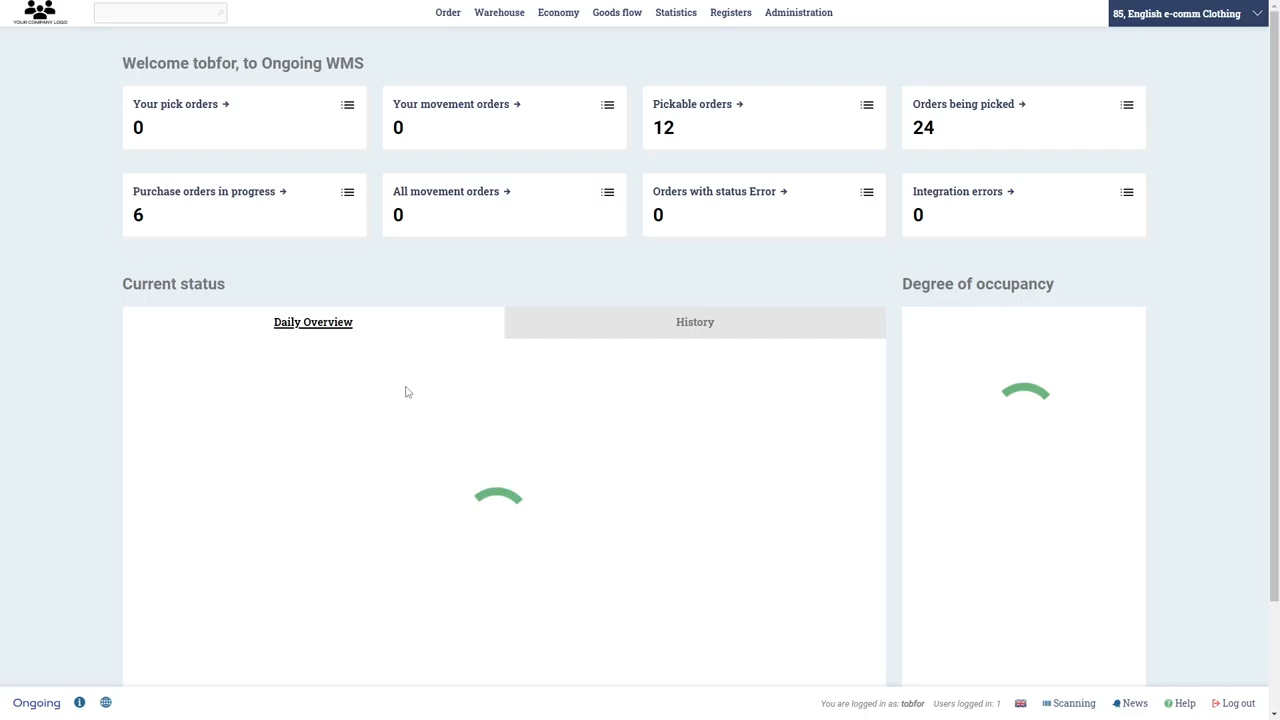 YOUR COMPANY LOGO
Order Warehouse Economy Goods flow Statistics Registers Administration
85, English e-comm Clothing
Welcome tobfor, to Ongoing WMS
Your pick orders
0
Your movement orders
0
Pickable orders
12
Orders being picked
24
Purchase orders in progress
6
All movement orders
0
Orders with status Error
0
Integration errors
0
Current status
Degree of occupancy
Daily Overview
History
Ongoing
You are logged in as: tobfor Users logged in: 1
Scanning News Help Log out